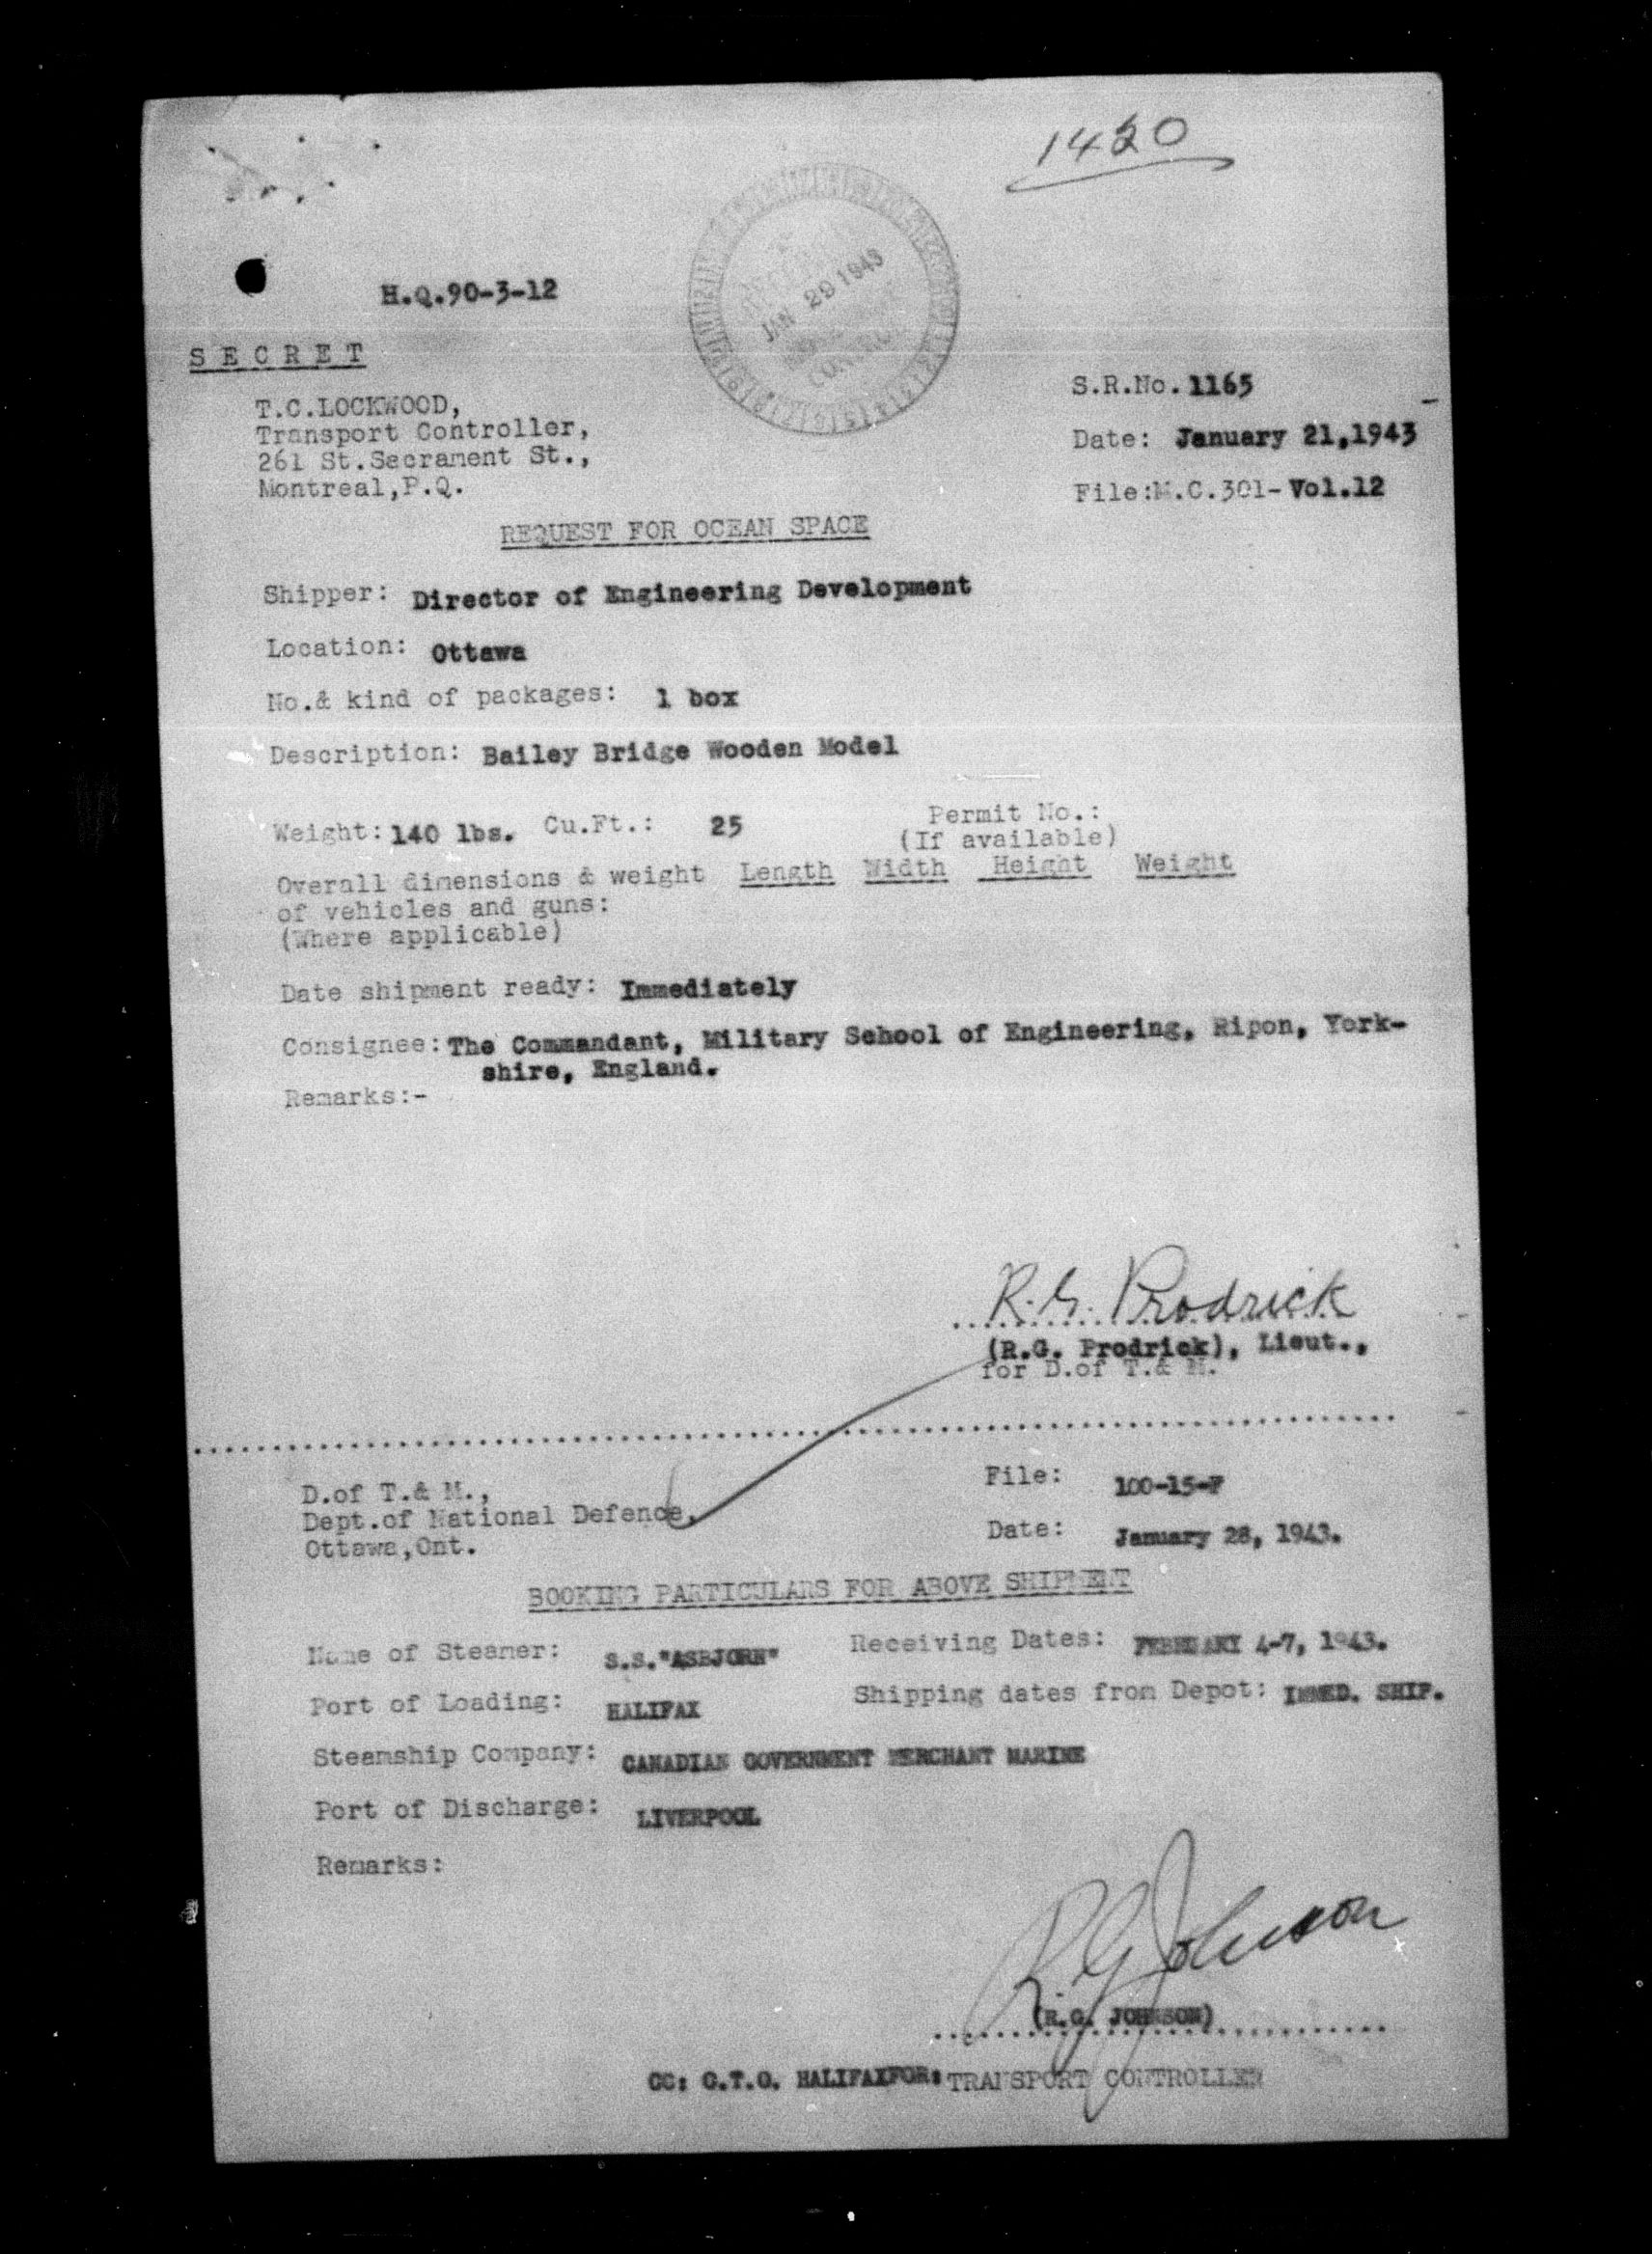 1420
JAN 29 1943
H.Q.90-3-12
SECRET
S.R.No. 1165
T.C.LOCKWOOD,
Transport Controller,
Date: January 21,1943
261 St.Sacrament St.,
Montreal,P.Q.
File:M.C.301-Vol.12
REQUEST FOR OCEAN SPACE
Shipper: Director of Engineering Development
Location: Ottawa
No.& kind of packages: 1 box
Description: Bailey Bridge Wooden Model
Permit No.:
Weight: 140 lbs. Cu.Ft.: 25 (If available)
Overall dimensions & weight Length Width Height Weight
of vehicles and guns:
(Where applicable)
Date shipment ready: Immediately
Consignee: The Commandant, Military School of Engineering, Ripon, York-
shire, England.
Remarks:-
R.G. Prodrick
(R.G. Prodrick), Lieut.,
for D.of T.& M.
D.of T.& M., File: 100-15-F
Dept.of National Defence,
Ottawa,Ont. Date: January 28, 1943.
BOOKING PARTICULARS FOR ABOVE SHIPMENT
Name of Steamer: S.S."ASBJORN" Receiving Dates: FEBRUARY 4-7, 1943.
Port of Loading: HALIFAX Shipping dates from Depot: IMMED. SHIP.
Steamship Company: CANADIAN GOVERNMENT MERCHANT MARINE
Port of Discharge: LIVERPOOL
Remarks:
R.G. Johnson
(R.G. JOHNSON)
CC: C.T.O. HALIFAX FOR: TRANSPORT CONTROLLER